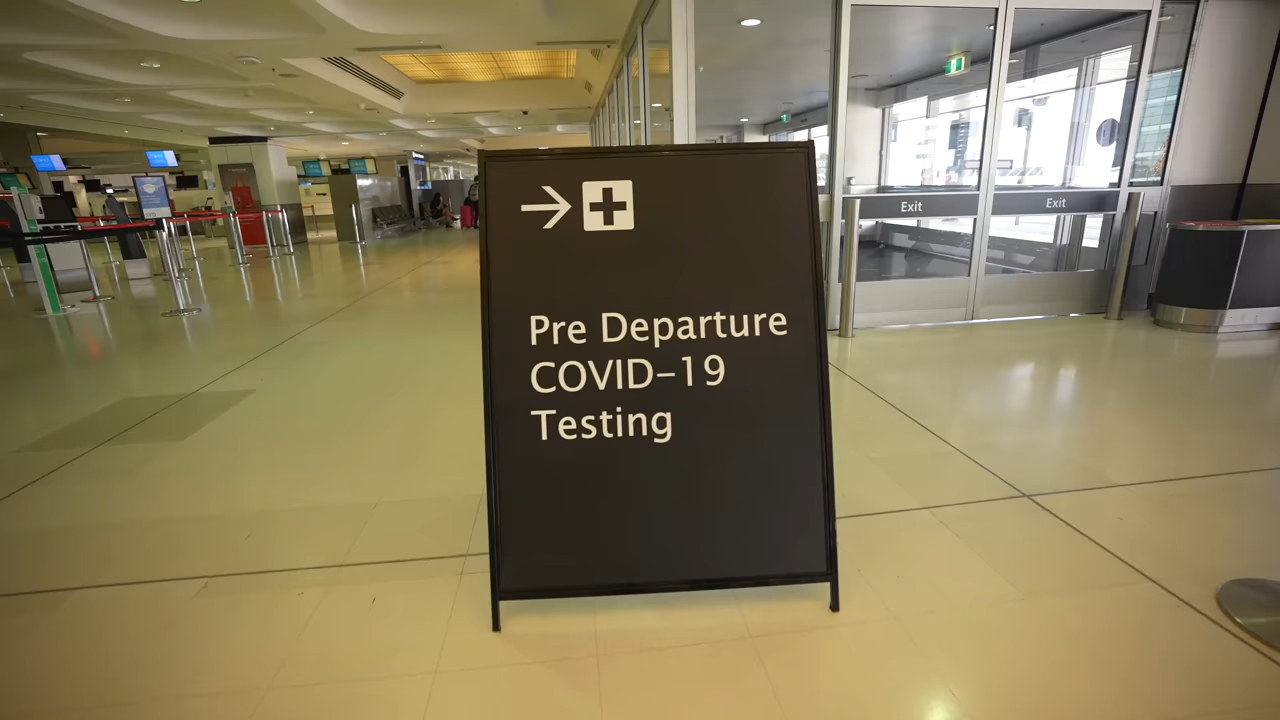 Pre Departure
COVID-19
Testing
Exit
Exit